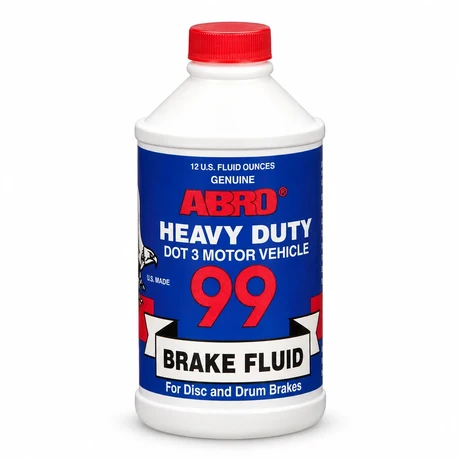 12 U.S. FLUID OUNCES
GENUINE
ABRO®
HEAVY DUTY
DOT 3 MOTOR VEHICLE
U.S. MADE
99
BRAKE FLUID
For Disc and Drum Brakes